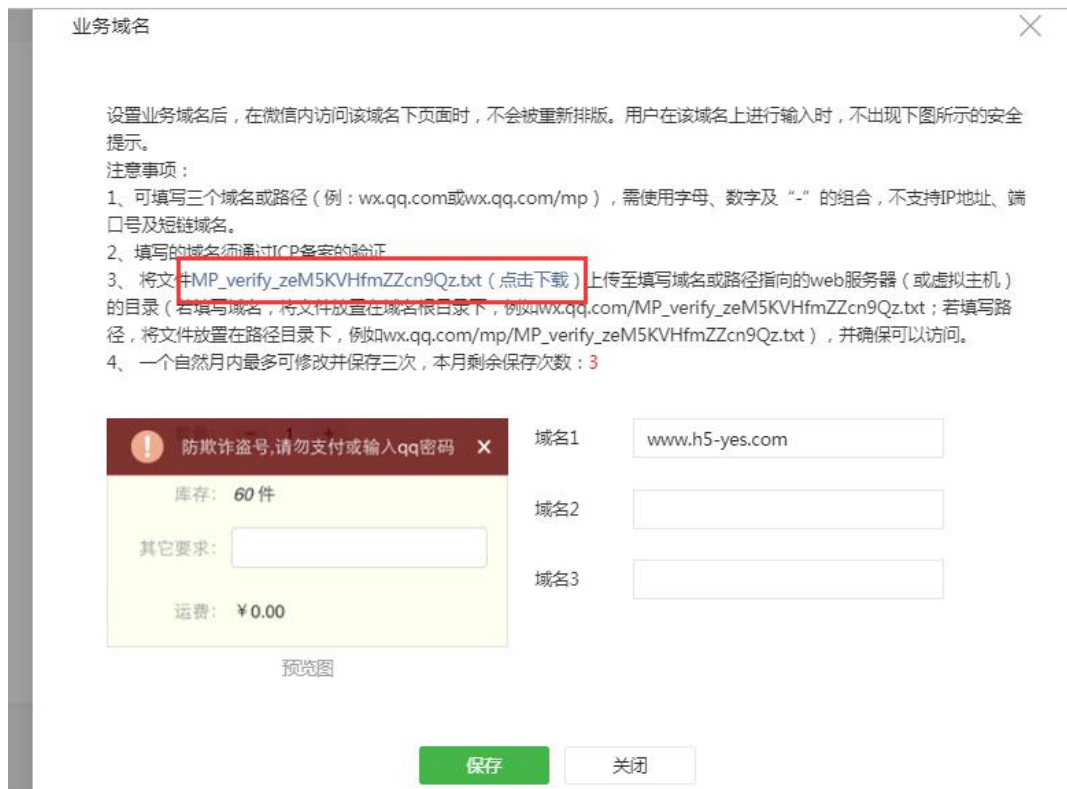 业务域名
设置业务域名后，在微信内访问该域名下页面时，不会被重新排版。用户在该域名上进行输入时，不出现下图所示的安全
提示。
注意事项：
1、可填写三个域名或路径（例：wx.qq.com或wx.qq.com/mp），需使用字母、数字及“-”的组合，不支持IP地址、端
口号及短链域名。
2、填写的域名须通过ICP备案的验证
3、 将文件MP_verify_zeM5KVHfmZZcn9Qz.txt（点击下载）上传至填写域名或路径指向的web服务器（或虚拟主机）
的目录（若填写域名，将文件放置在域名根目录下，例如wx.qq.com/MP_verify_zeM5KVHfmZZcn9Qz.txt；若填写路
径，将文件放置在路径目录下，例如wx.qq.com/mp/MP_verify_zeM5KVHfmZZcn9Qz.txt），并确保可以访问。
4、 一个自然月内最多可修改并保存三次，本月剩余保存次数：3
防欺诈盗号,请勿支付或输入qq密码
库存： 60 件
其它要求：
运费： ￥0.00
预览图
域名1 www.h5-yes.com
域名2
域名3
保存 关闭